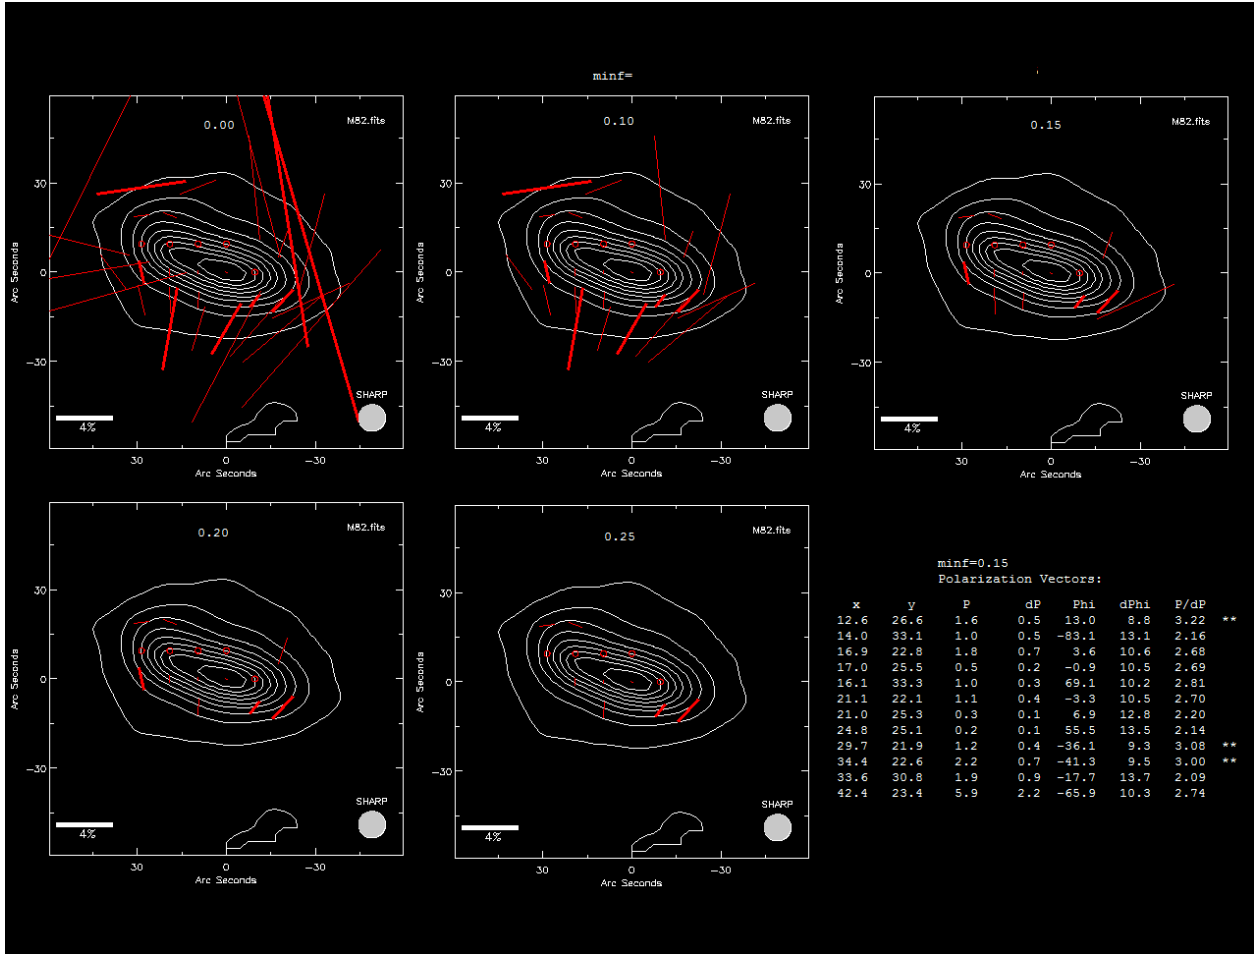 minf=
0.00
M82.fits
30
0
-30
Arc Seconds
SHARP
4%
30
0
-30
Arc Seconds
0.10
M82.fits
30
0
-30
Arc Seconds
SHARP
4%
30
0
-30
Arc Seconds
0.15
M82.fits
30
0
-30
Arc Seconds
SHARP
4%
30
0
-30
Arc Seconds
0.20
M82.fits
30
0
-30
Arc Seconds
SHARP
4%
30
0
-30
Arc Seconds
0.25
M82.fits
30
0
-30
Arc Seconds
SHARP
4%
30
0
-30
Arc Seconds
minf=0.15
Polarization Vectors:
x y P dP Phi dPhi P/dP
12.6 26.6 1.6 0.5 13.0 8.8 3.22 **
14.0 33.1 1.0 0.5 -83.1 13.1 2.16
16.9 22.8 1.8 0.7 3.6 10.6 2.68
17.0 25.5 0.5 0.2 -0.9 10.5 2.69
16.1 33.3 1.0 0.3 69.1 10.2 2.81
21.1 22.1 1.1 0.4 -3.3 10.5 2.70
21.0 25.3 0.3 0.1 6.9 12.8 2.20
24.8 25.1 0.2 0.1 55.5 13.5 2.14
29.7 21.9 1.2 0.4 -36.1 9.3 3.08 **
34.4 22.6 2.2 0.7 -41.3 9.5 3.00 **
33.6 30.8 1.9 0.9 -17.7 13.7 2.09
42.4 23.4 5.9 2.2 -65.9 10.3 2.74